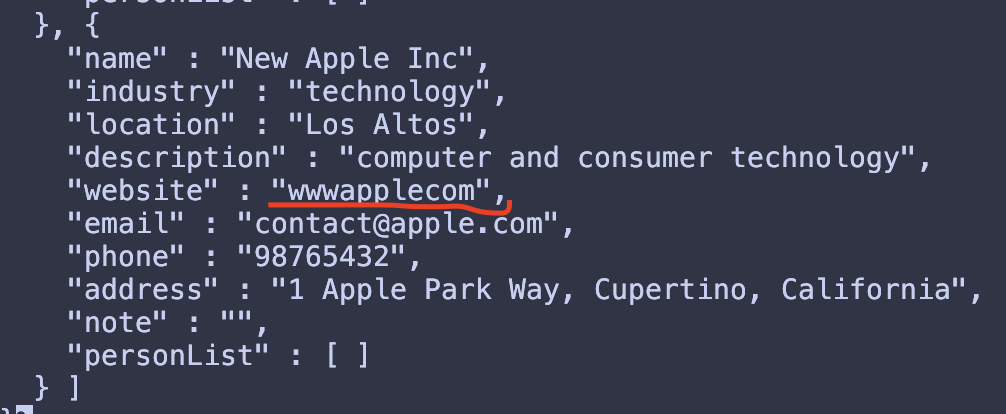 }, {
"name" : "New Apple Inc",
"industry" : "technology",
"location" : "Los Altos",
"description" : "computer and consumer technology",
"website" : "wwwapplecom",
"email" : "contact@apple.com",
"phone" : "98765432",
"address" : "1 Apple Park Way, Cupertino, California",
"note" : "",
"personList" : [ ]
} ]